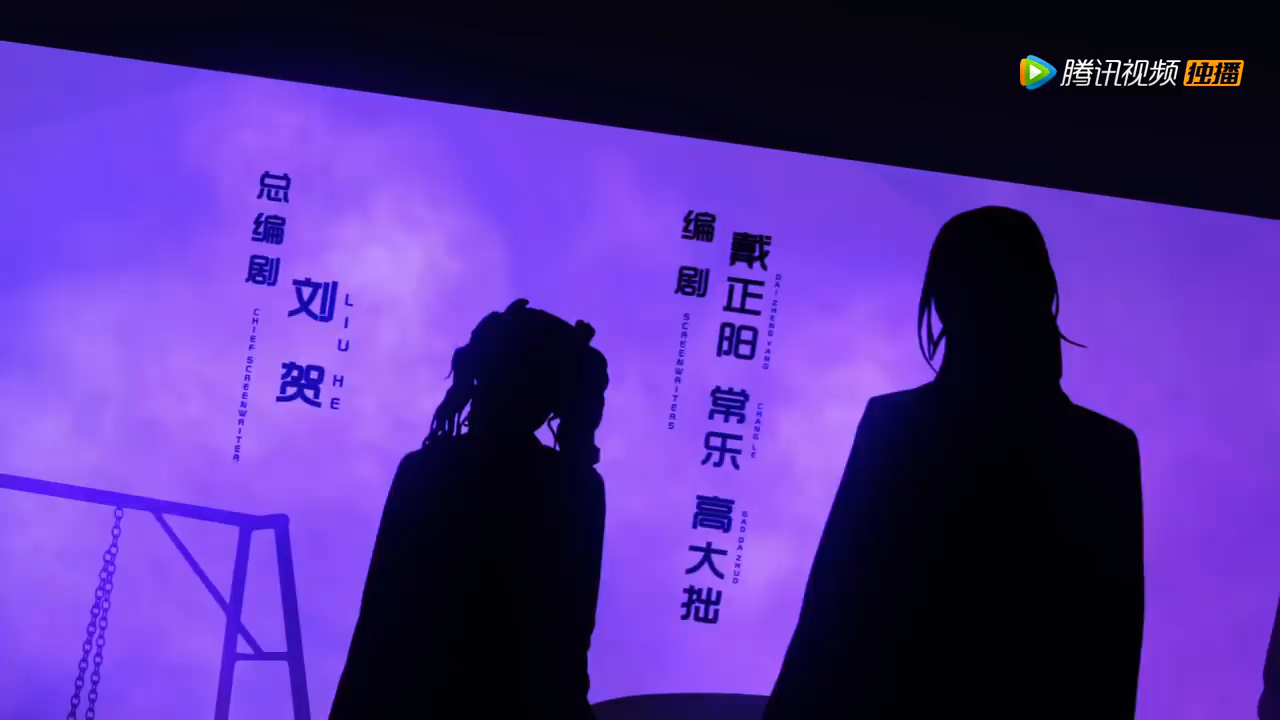 腾讯视频 独播
总编剧
CHIEF SCREENWRITER
刘贺
LIU HE
编剧
SCREENWRITERS
戴正阳
DAI ZHENG YANG
常乐
CHANG LE
高大拙
GAO DA ZHUO